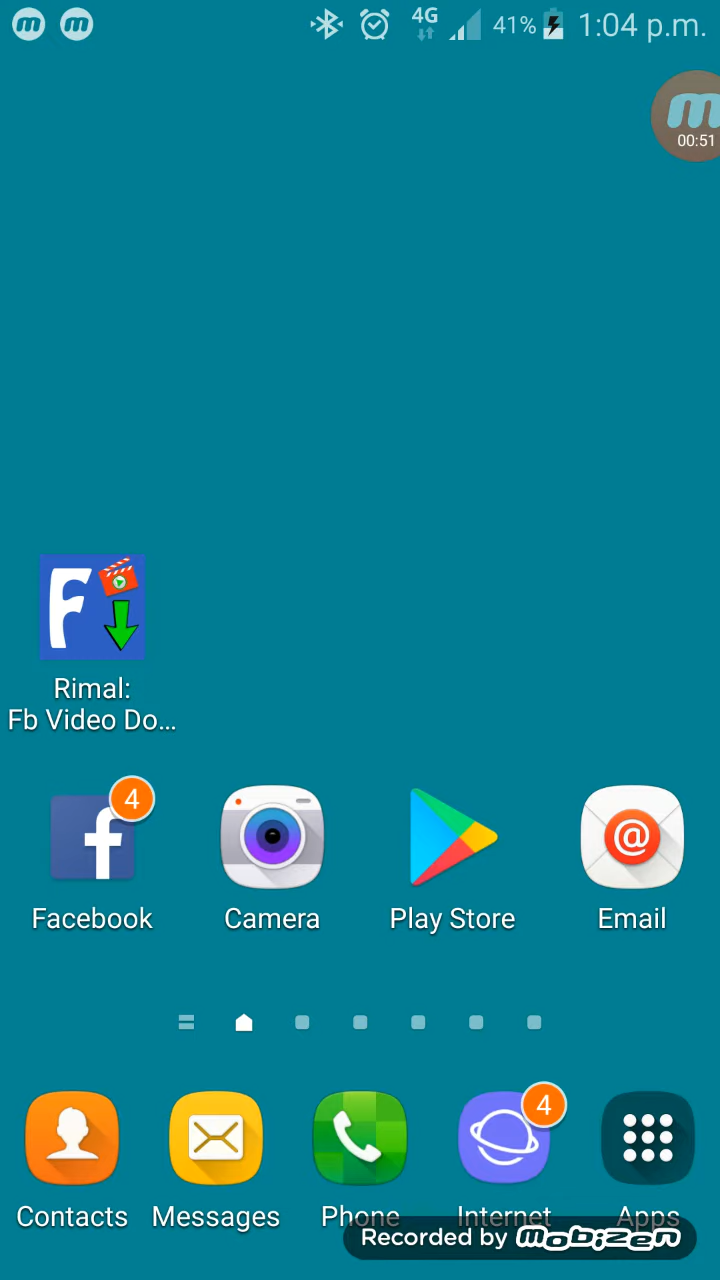 4G
41%
1:04 p.m.
m
00:51
F
Rimal:
Fb Video Do...
4
Facebook
Camera
Play Store
@
Email
4
Contacts
Messages
Phone
Internet
Apps
Recorded by mobizen